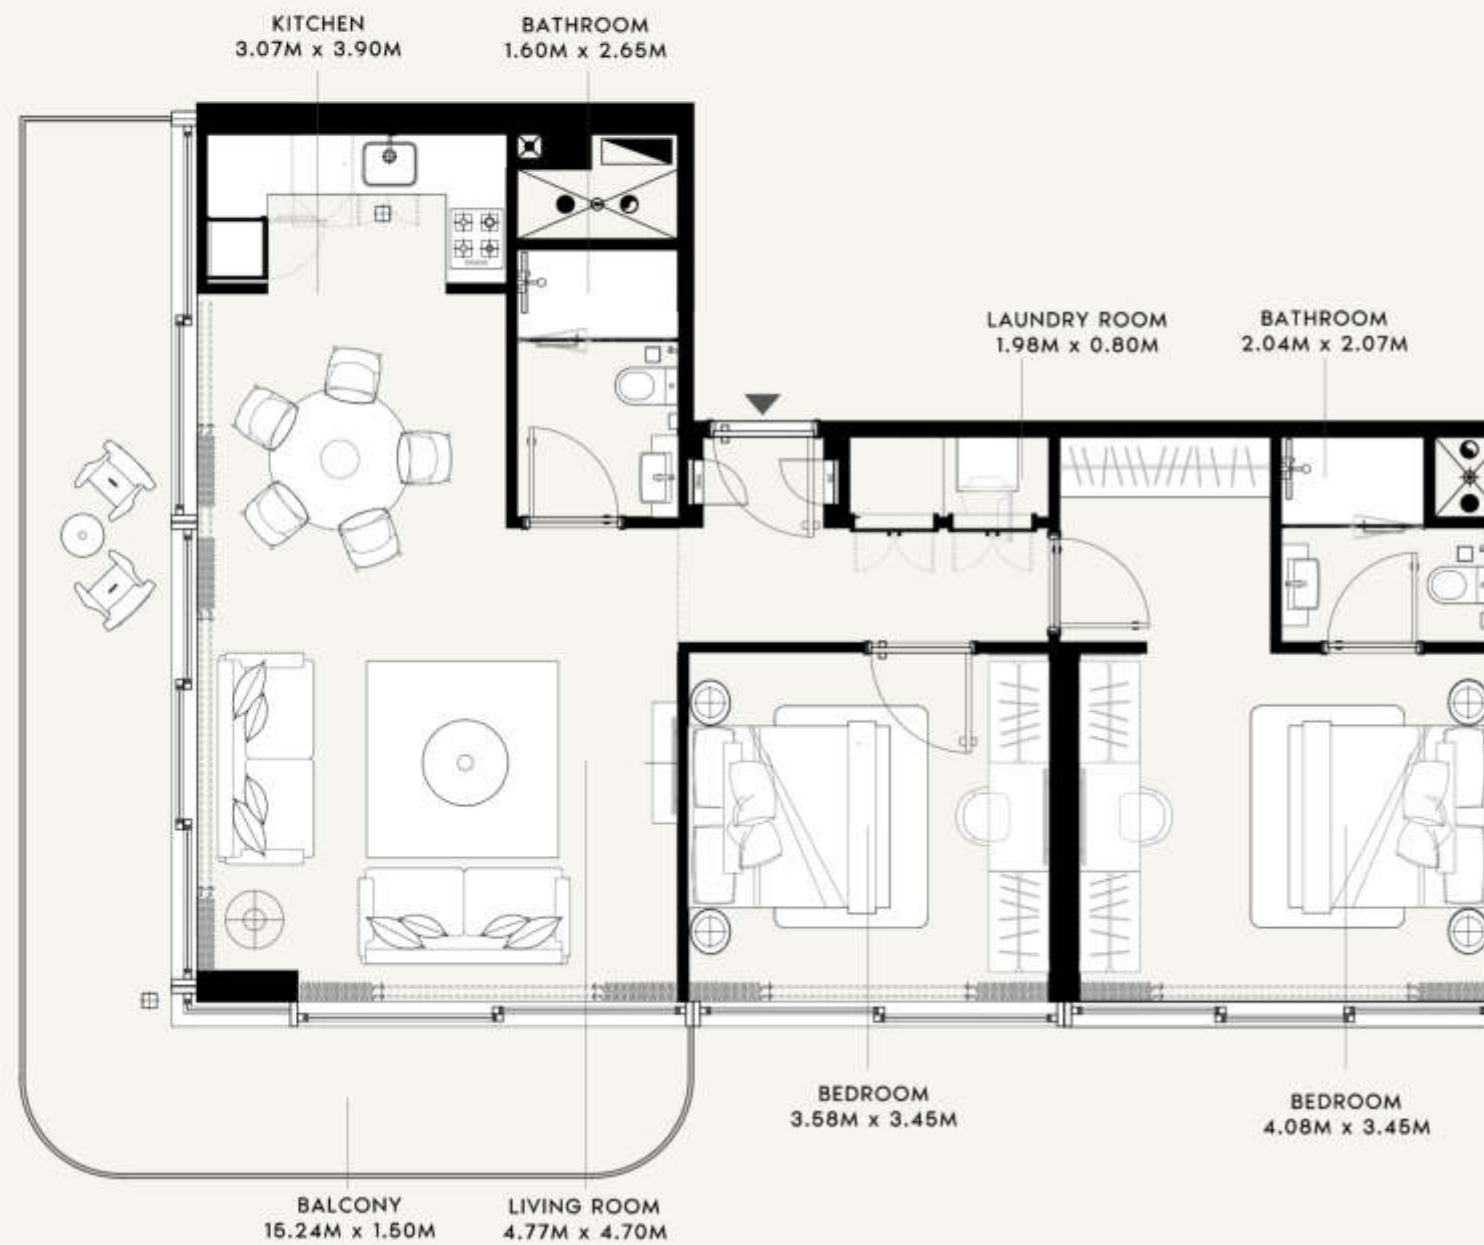 KITCHEN
3.07M x 3.90M
BATHROOM
1.60M x 2.65M
LAUNDRY ROOM
1.98M x 0.80M
BATHROOM
2.04M x 2.07M
BEDROOM
3.58M x 3.45M
BEDROOM
4.08M x 3.45M
BALCONY
15.24M x 1.50M
LIVING ROOM
4.77M x 4.70M